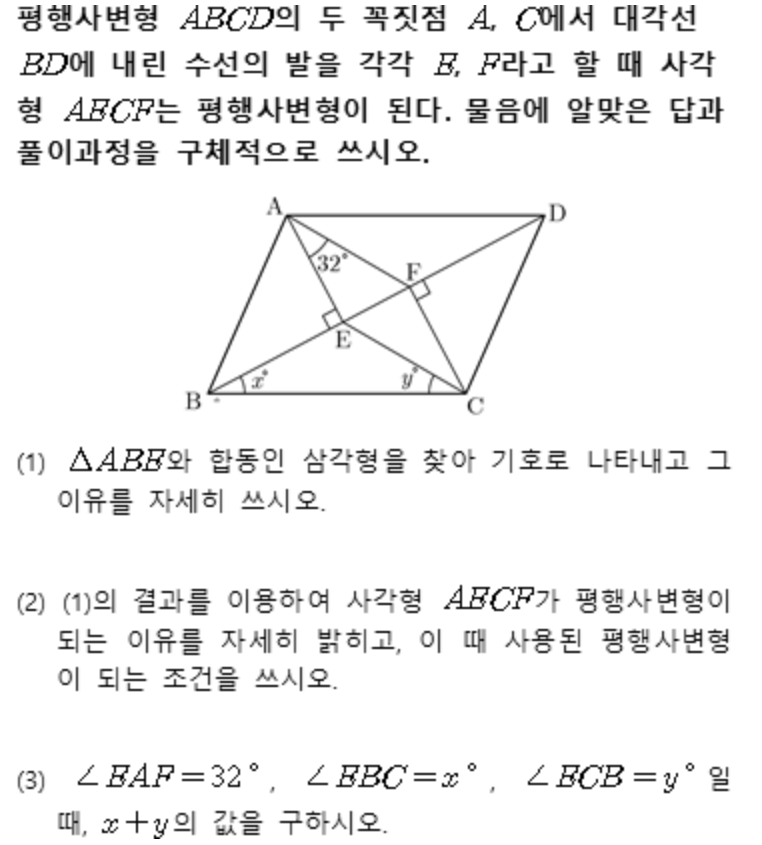 평행사변형 ABCD의 두 꼭짓점 A, C에서 대각선
BD에 내린 수선의 발을 각각 E, F라고 할 때 사각
형 AECF는 평행사변형이 된다. 물음에 알맞은 답과
풀이과정을 구체적으로 쓰시오.
A
D
32°
F
E
x°
y°
B
C
(1) △ABE와 합동인 삼각형을 찾아 기호로 나타내고 그
이유를 자세히 쓰시오.
(2) (1)의 결과를 이용하여 사각형 AECF가 평행사변형이
되는 이유를 자세히 밝히고, 이 때 사용된 평행사변형
이 되는 조건을 쓰시오.
(3) ∠EAF=32°, ∠EBC=x°, ∠ECB=y°일
때, x+y의 값을 구하시오.